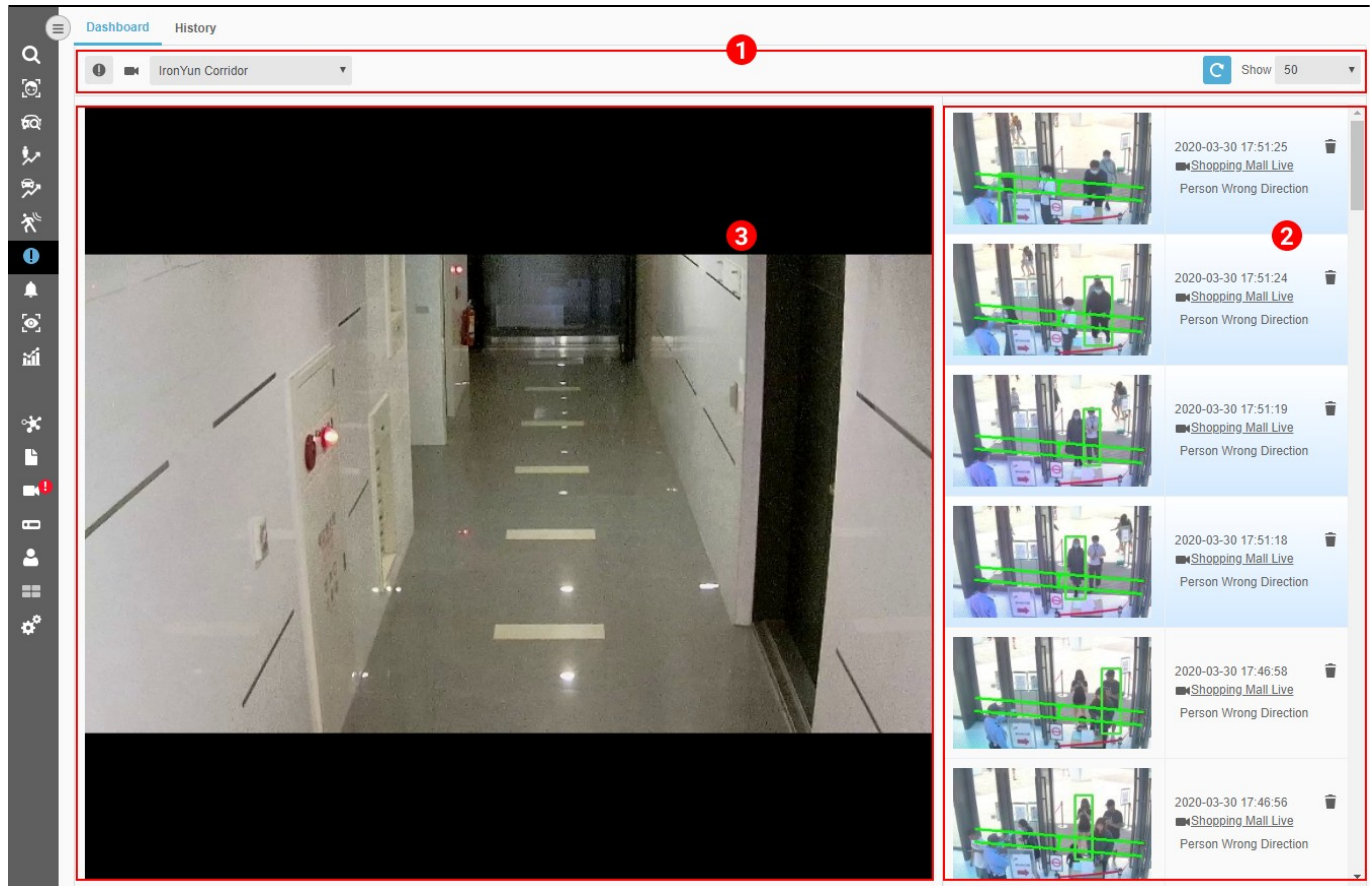 Dashboard History
1
IronYun Corridor
Show 50
3
2
2020-03-30 17:51:25
Shopping Mall Live
Person Wrong Direction
2020-03-30 17:51:24
Shopping Mall Live
Person Wrong Direction
2020-03-30 17:51:19
Shopping Mall Live
Person Wrong Direction
2020-03-30 17:51:18
Shopping Mall Live
Person Wrong Direction
2020-03-30 17:46:58
Shopping Mall Live
Person Wrong Direction
2020-03-30 17:46:56
Shopping Mall Live
Person Wrong Direction